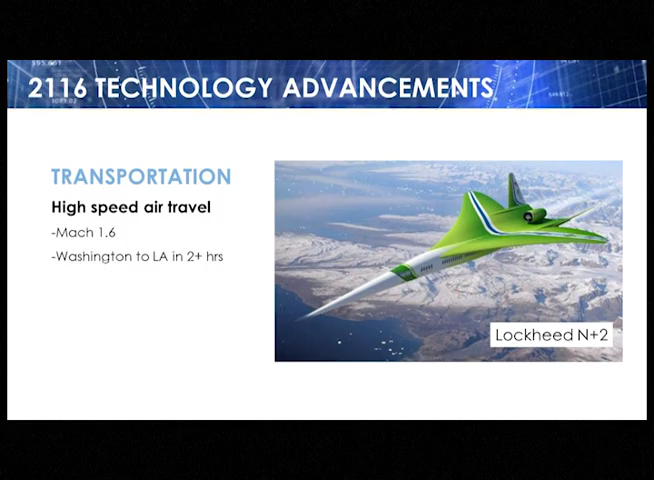 2116 TECHNOLOGY ADVANCEMENTS
TRANSPORTATION
High speed air travel
-Mach 1.6
-Washington to LA in 2+ hrs
Lockheed N+2